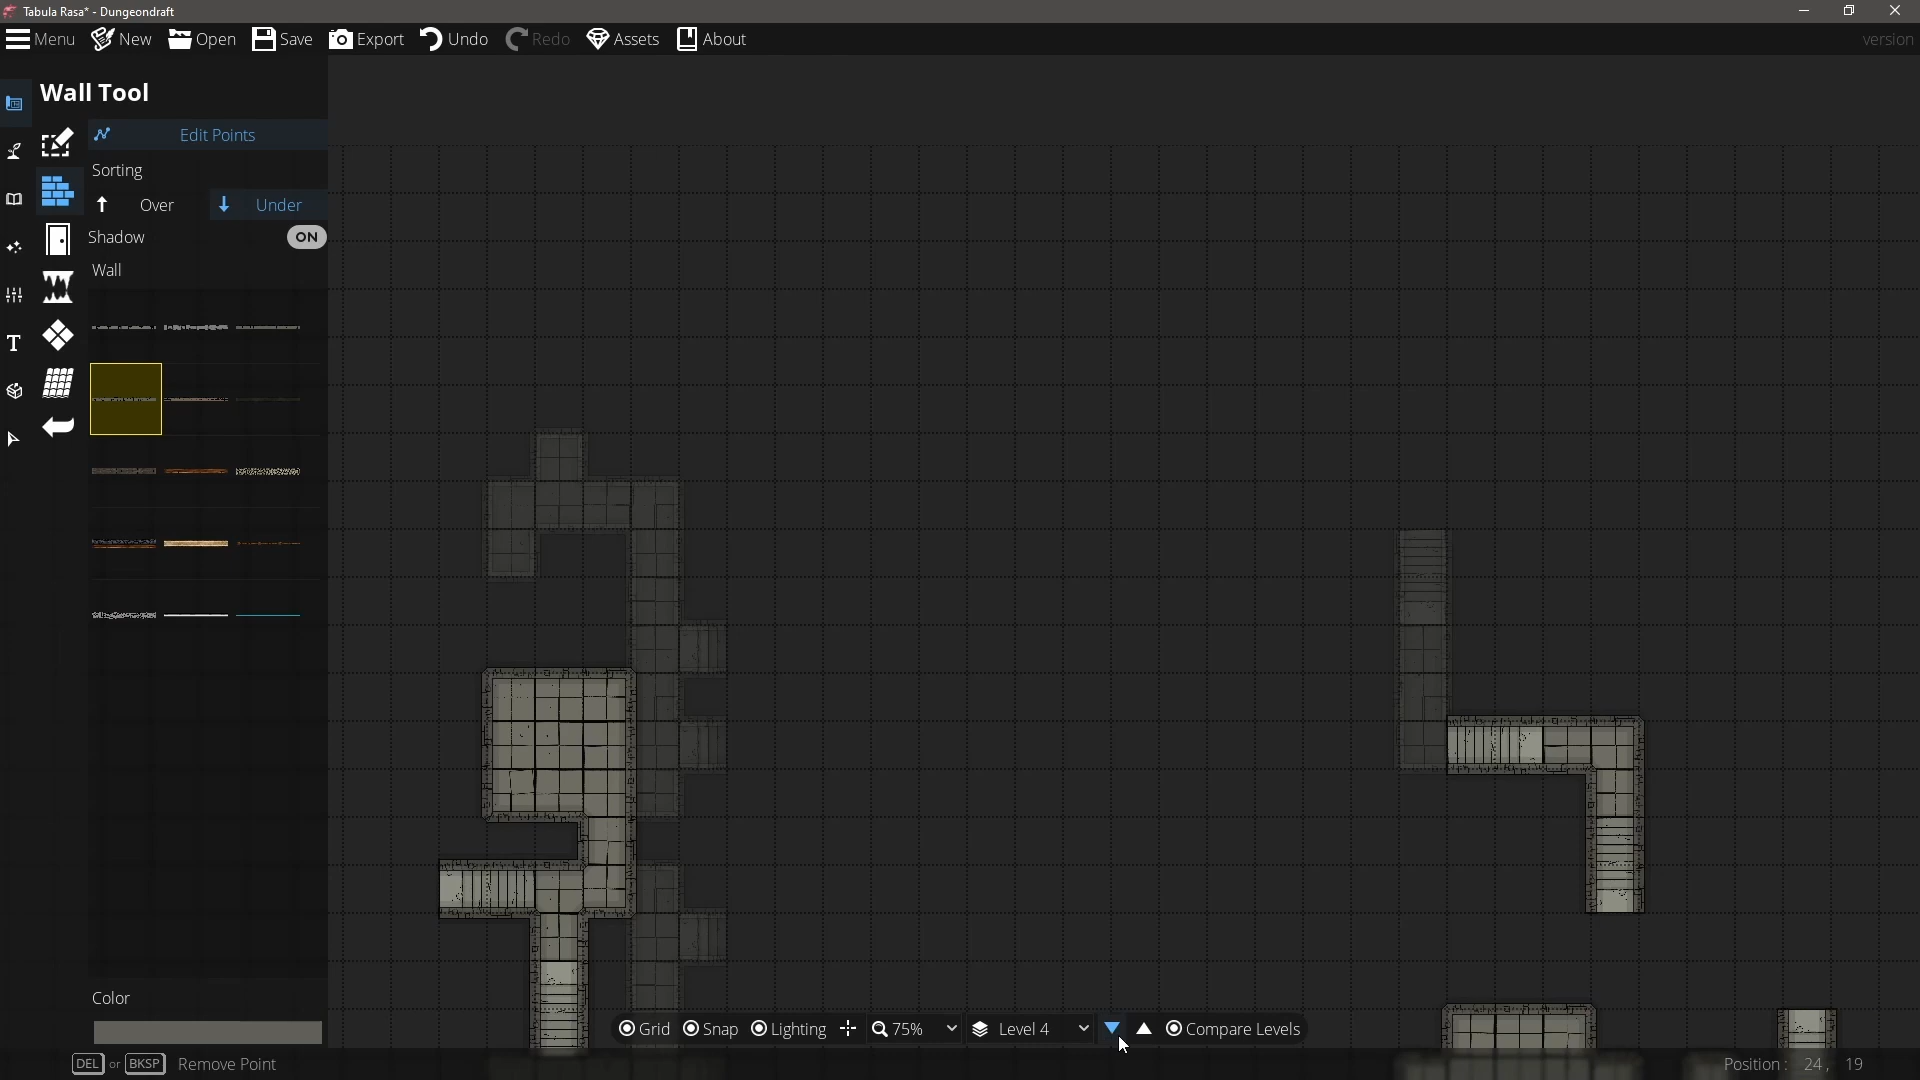 Tabula Rasa* - Dungeondraft
Menu New Open Save Export Undo Redo Assets About version
Wall Tool
Edit Points
Sorting
Over Under
Shadow ON
Wall
Color
Grid Snap Lighting 75% Level 4 Compare Levels
DEL or BKSP Remove Point Position : 24 , 19